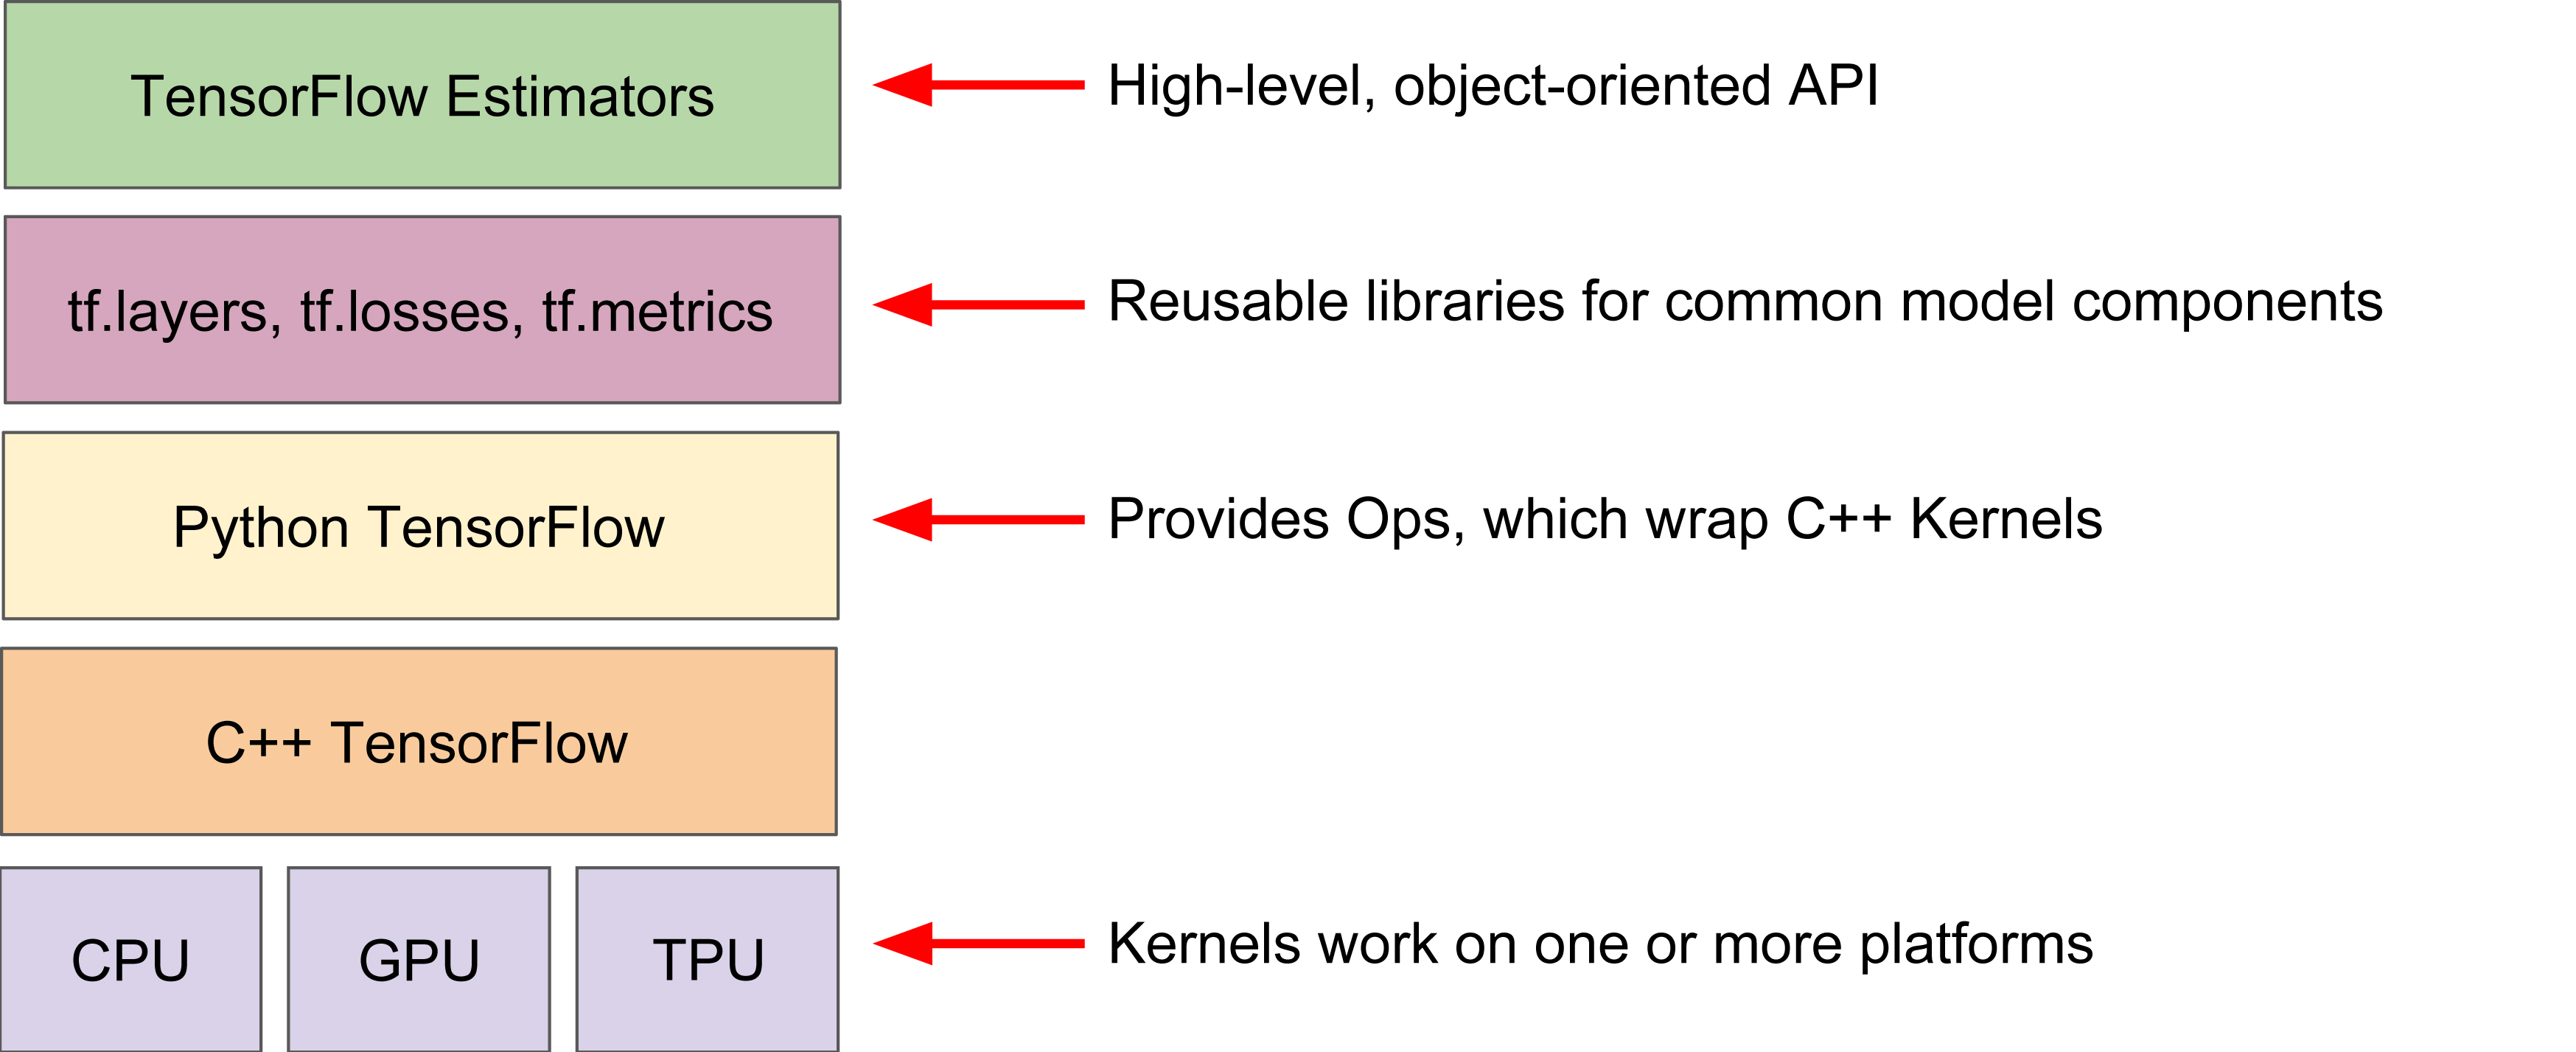 TensorFlow Estimators
High-level, object-oriented API
tf.layers, tf.losses, tf.metrics
Reusable libraries for common model components
Python TensorFlow
Provides Ops, which wrap C++ Kernels
C++ TensorFlow
CPU
GPU
TPU
Kernels work on one or more platforms